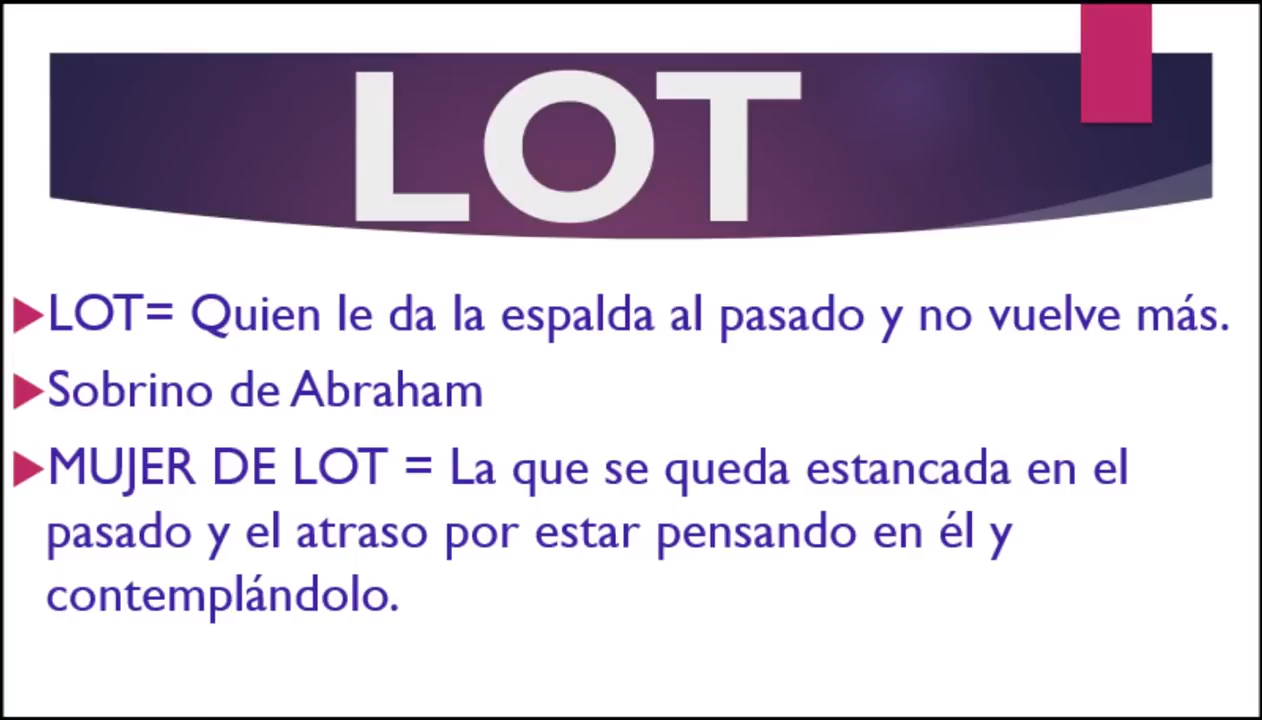 LOT
LOT= Quien le da la espalda al pasado y no vuelve más.
Sobrino de Abraham
MUJER DE LOT = La que se queda estancada en el
pasado y el atraso por estar pensando en él y
contemplándolo.